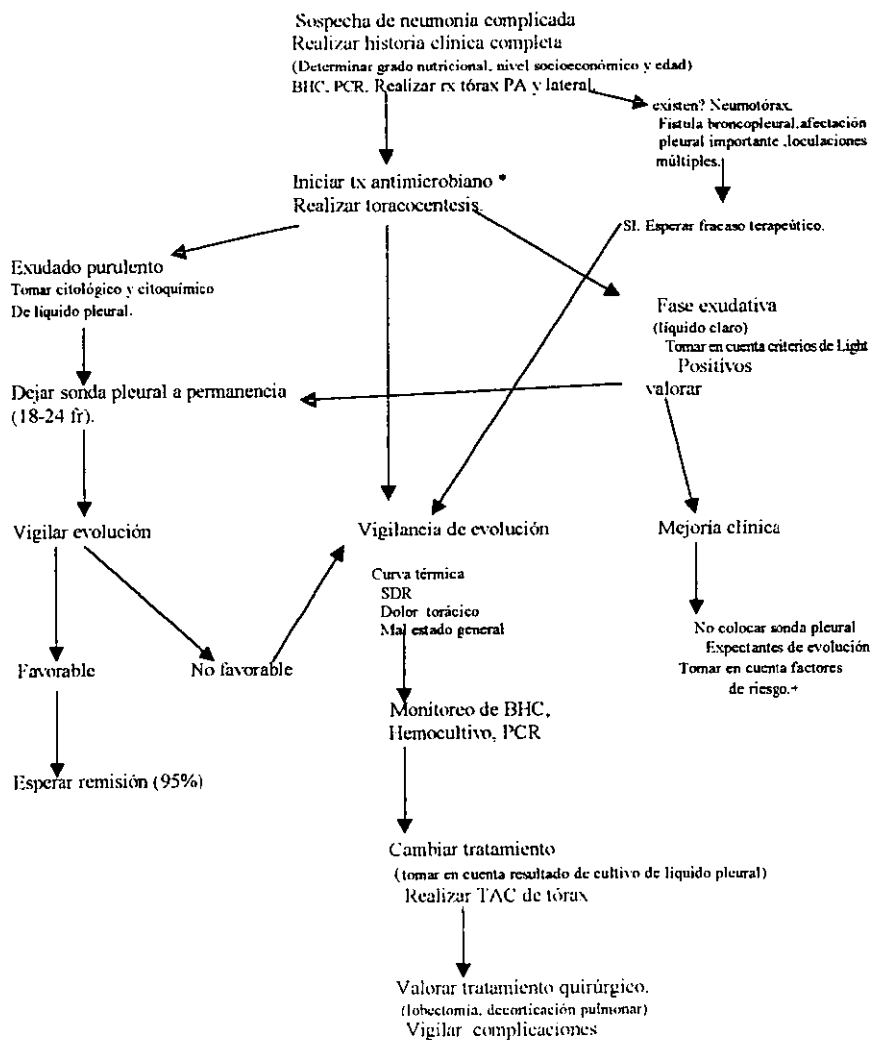 Sospecha de neumonía complicada
Realizar historia clínica completa
(Determinar grado nutricional, nivel socioeconómico y edad)
BHC, PCR. Realizar rx tórax PA y lateral.
existen? Neumotórax.
Fistula broncopleural,afectación
pleural importante ,loculaciones
múltiples.
Iniciar tx antimicrobiano *
Realizar toracocentesis.
SI. Esperar fracaso terapéutico.
Exudado purulento
Tomar citológico y citoquímico
De líquido pleural.
Fase exudativa
(líquido claro)
Tomar en cuenta criterios de Light
Positivos
valorar
Dejar sonda pleural a permanencia
(18-24 fr).
Vigilar evolución
Vigilancia de evolución
Mejoría clínica
Curva térmica
SDR
Dolor torácico
Mal estado general
No colocar sonda pleural
Expectantes de evolución
Tomar en cuenta factores
de riesgo.+
Favorable
No favorable
Monitoreo de BHC,
Hemocultivo, PCR
Esperar remisión (95%)
Cambiar tratamiento
(tomar en cuenta resultado de cultivo de liquido pleural)
Realizar TAC de tórax
Valorar tratamiento quirúrgico.
(lobectomia, decorticación pulmonar)
Vigilar complicaciones